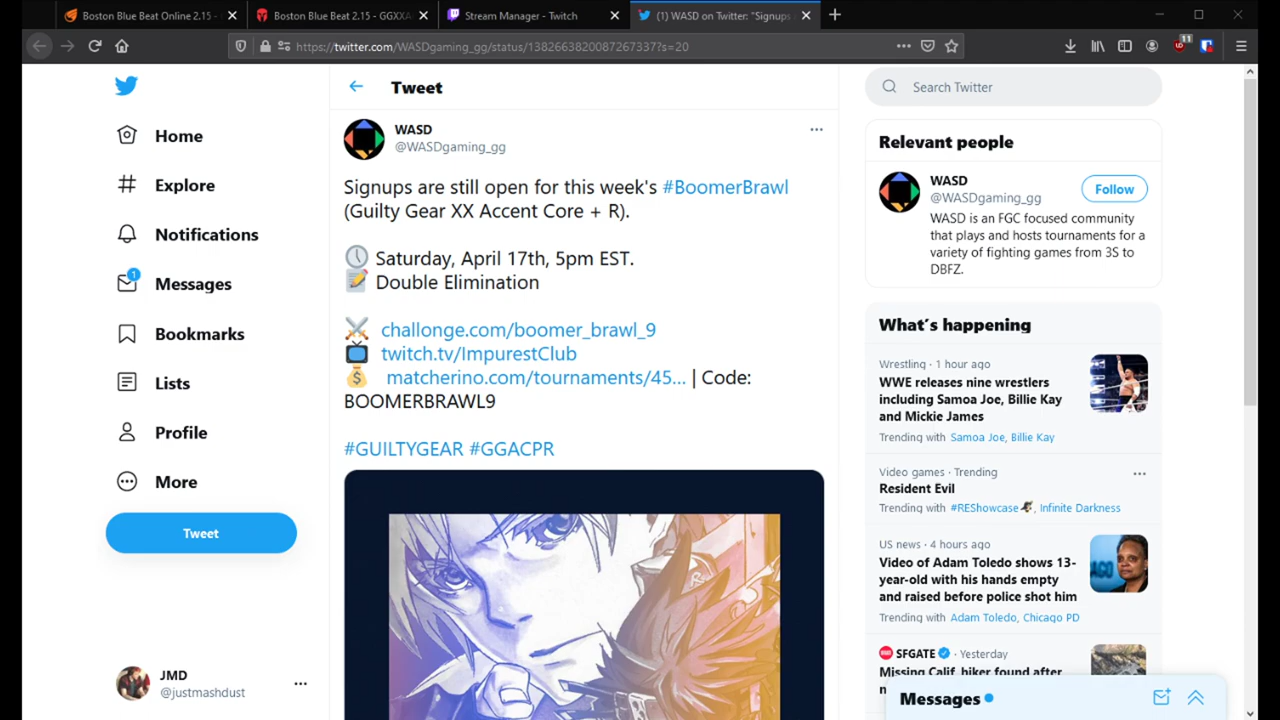 Boston Blue Beat Online 2.15 -
Boston Blue Beat 2.15 - GGXXA
Stream Manager - Twitch
(1) WASD on Twitter: "Signups
https://twitter.com/WASDgaming_gg/status/1382663820087267337?s=20
11
Home
Explore
Notifications
1
Messages
Bookmarks
Lists
Profile
More
Tweet
JMD
@justmashdust
Tweet
WASD
@WASDgaming_gg
Signups are still open for this week's #BoomerBrawl
(Guilty Gear XX Accent Core + R).
Saturday, April 17th, 5pm EST.
Double Elimination
challonge.com/boomer_brawl_9
twitch.tv/ImpurestClub
matcherino.com/tournaments/45... | Code:
BOOMERBRAWL9
#GUILTYGEAR #GGACPR
Search Twitter
Relevant people
WASD
@WASDgaming_gg
Follow
WASD is an FGC focused community
that plays and hosts tournaments for a
variety of fighting games from 3S to
DBFZ.
What's happening
Wrestling · 1 hour ago
WWE releases nine wrestlers
including Samoa Joe, Billie Kay
and Mickie James
Trending with Samoa Joe, Billie Kay
Video games · Trending
Resident Evil
Trending with #REShowcase, Infinite Darkness
US news · 4 hours ago
Video of Adam Toledo shows 13-
year-old with his hands empty
and raised before police shot him
Trending with Adam Toledo, Chicago PD
SFGATE · Yesterday
Missing Calif. hiker found after
Messages